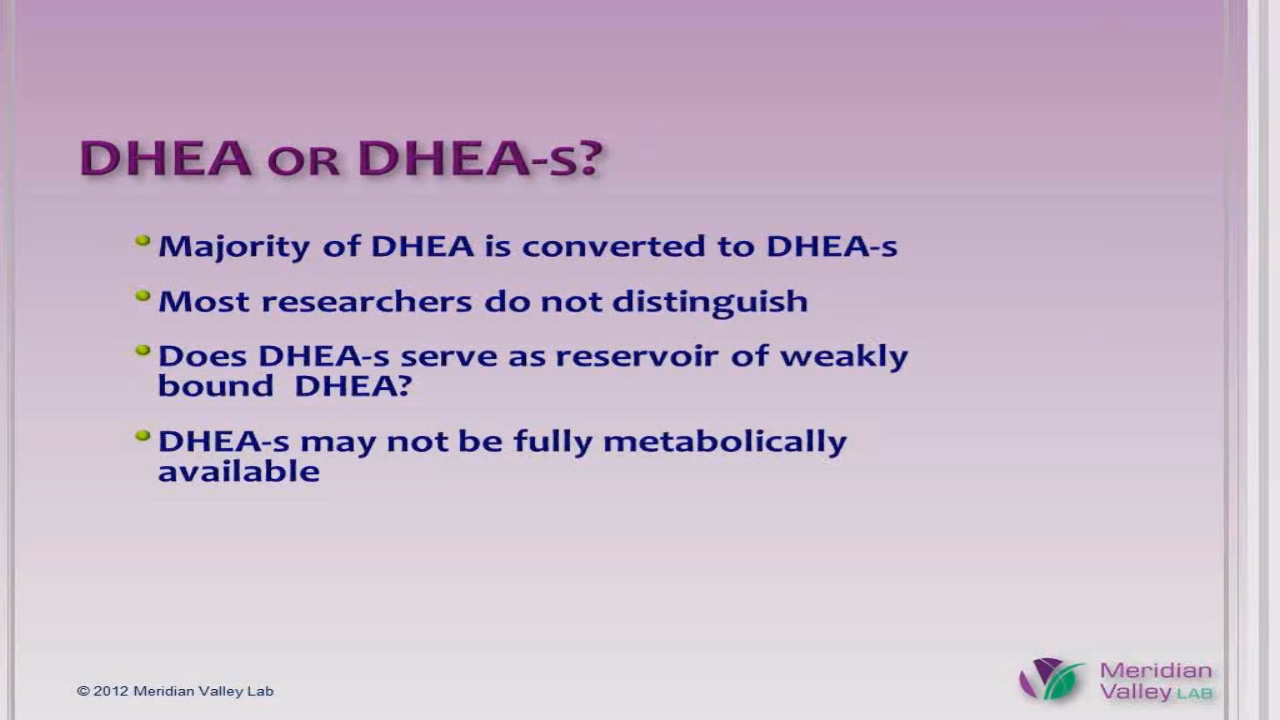 DHEA OR DHEA-S?
Majority of DHEA is converted to DHEA-s
Most researchers do not distinguish
Does DHEA-s serve as reservoir of weakly
bound DHEA?
DHEA-s may not be fully metabolically
available
© 2012 Meridian Valley Lab
Meridian
Valley LAB